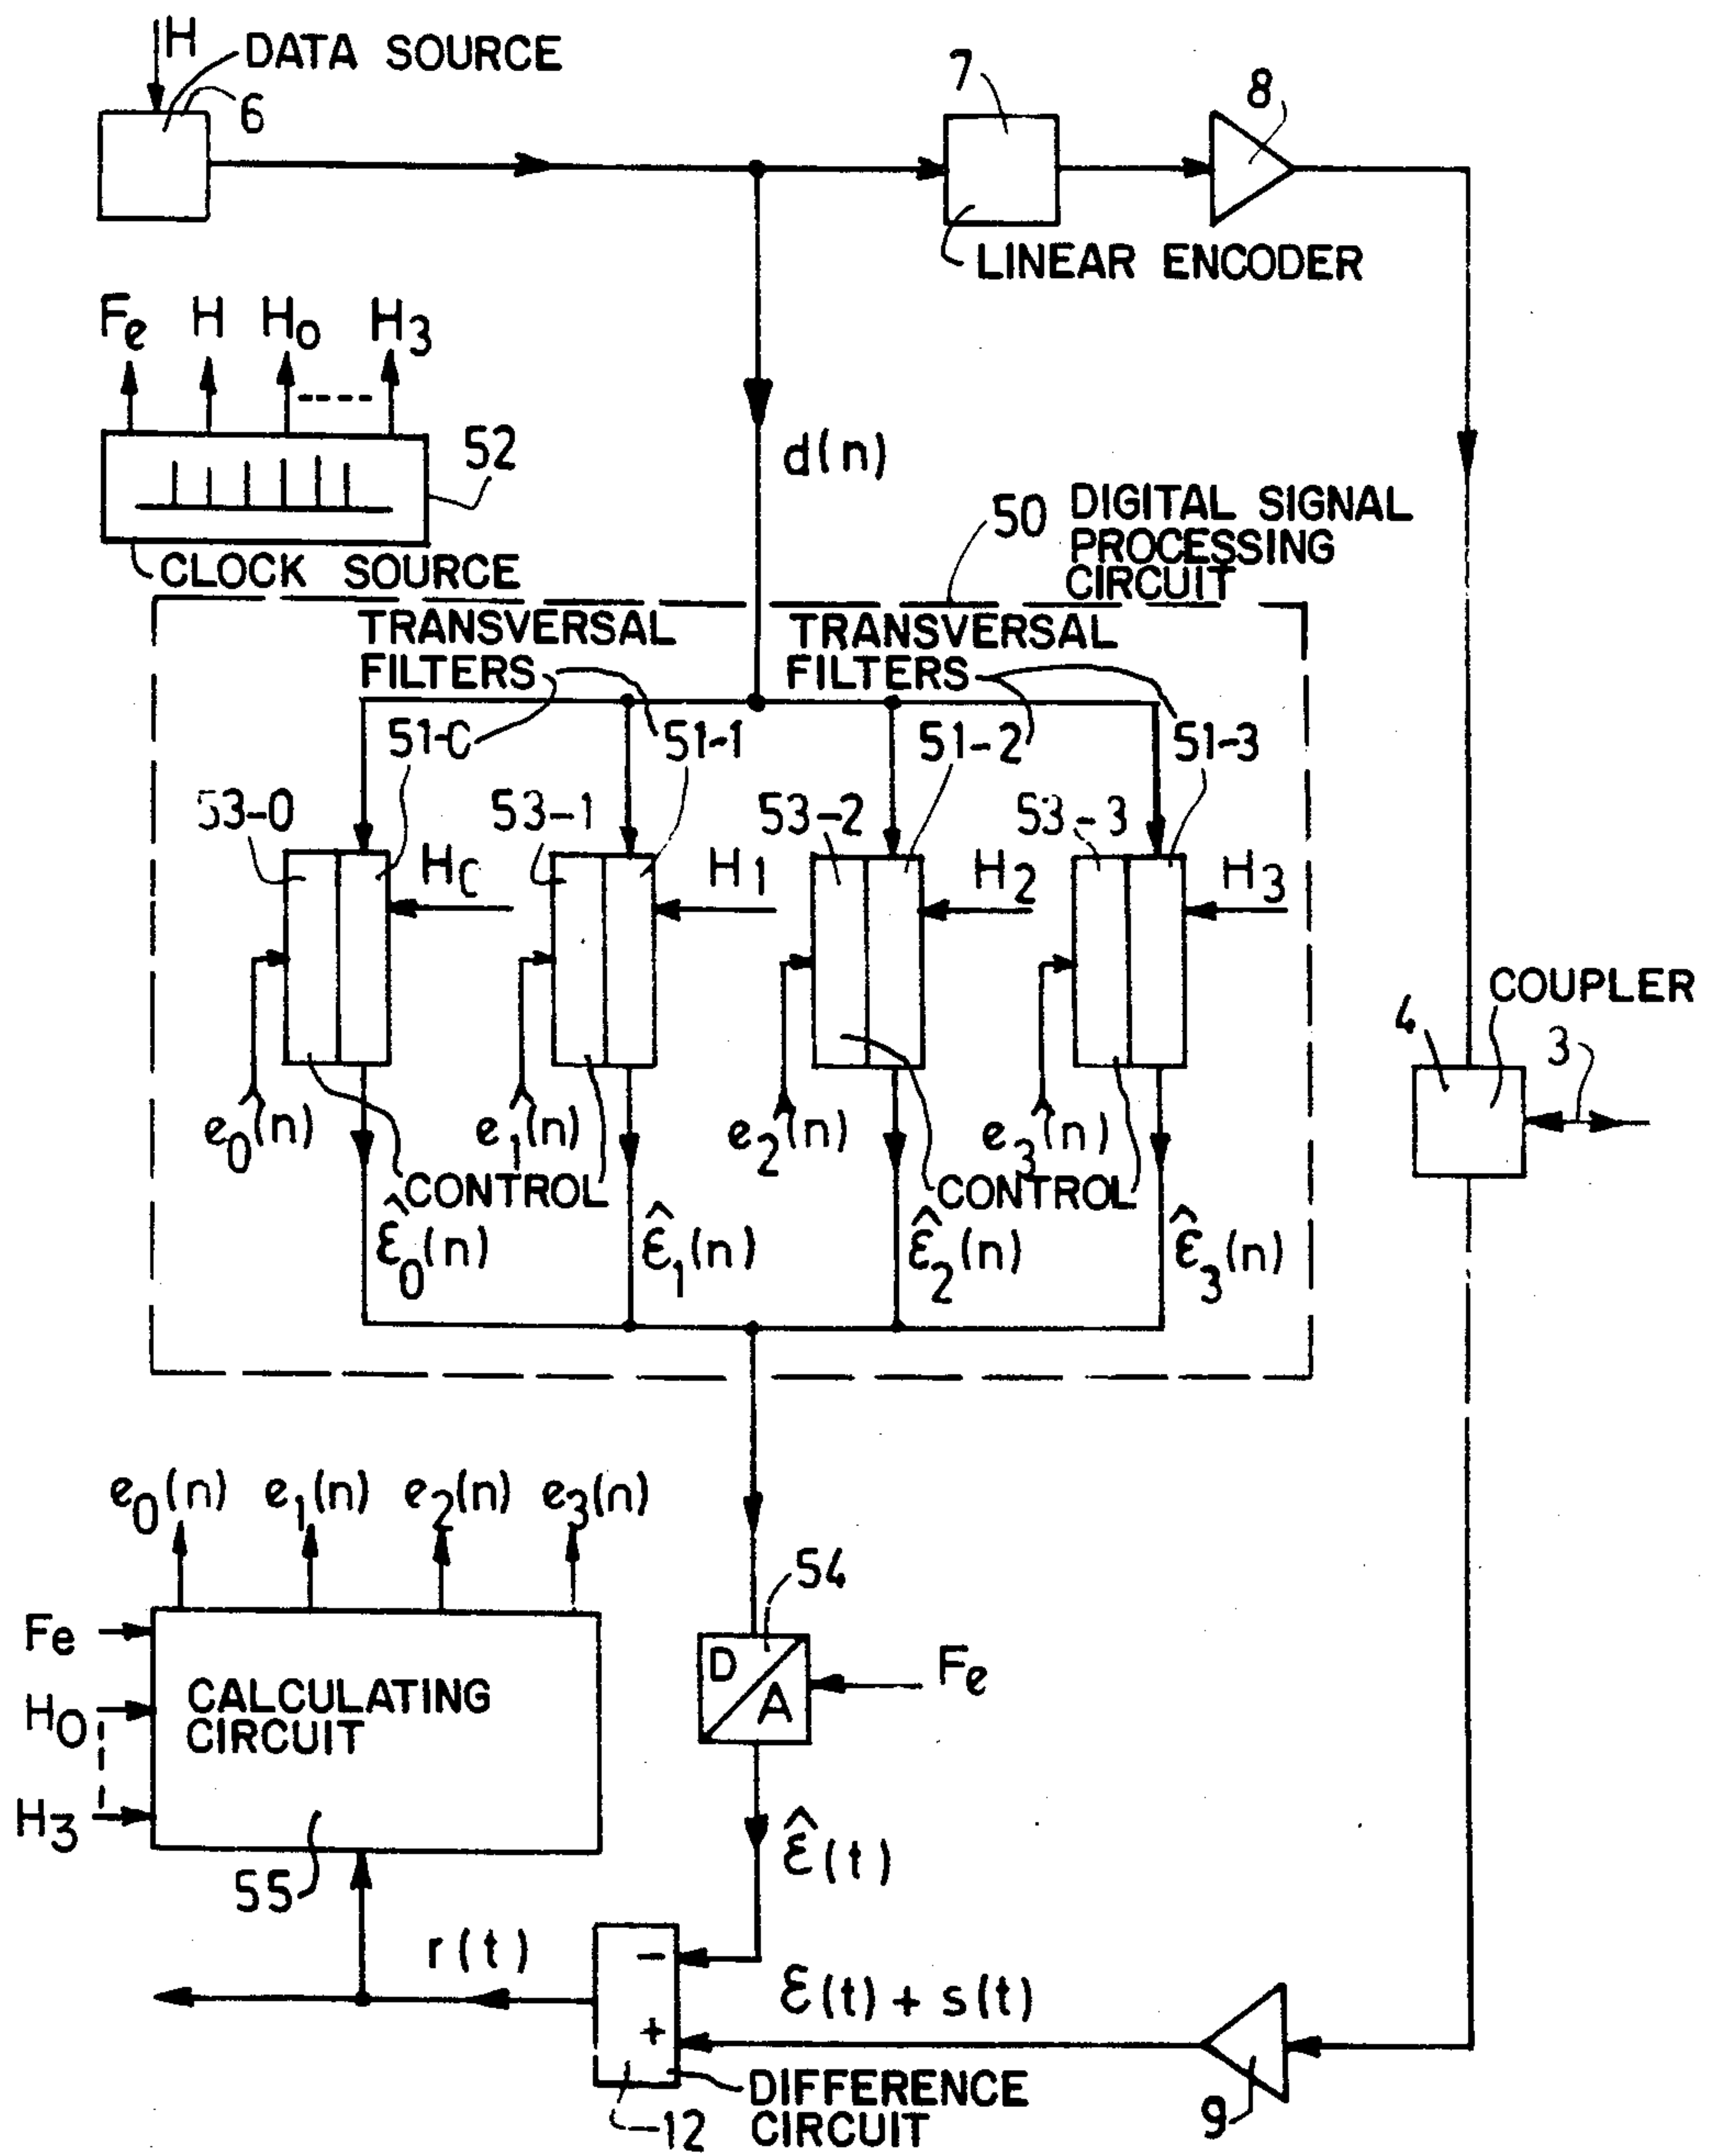 H
DATA SOURCE
6
7
8
LINEAR ENCODER
Fe H H0 H3
52
CLOCK SOURCE
d(n)
50 DIGITAL SIGNAL
PROCESSING
CIRCUIT
TRANSVERSAL
FILTERS
TRANSVERSAL
FILTERS
51-0 51-1 51-2 51-3
53-0 53-1 53-2 53-3
H0 H1 H2 H3
COUPLER
4
3
e0(n) e1(n) e2(n) e3(n)
CONTROL
CONTROL
ε̂0(n) ε̂1(n) ε̂2(n) ε̂3(n)
e0(n) e1(n) e2(n) e3(n)
54
Fe
D
A
Fe
H0
CALCULATING
CIRCUIT
H3
55
ε̂(t)
r(t)
-
ε(t) + s(t)
+
DIFFERENCE
CIRCUIT
12
9